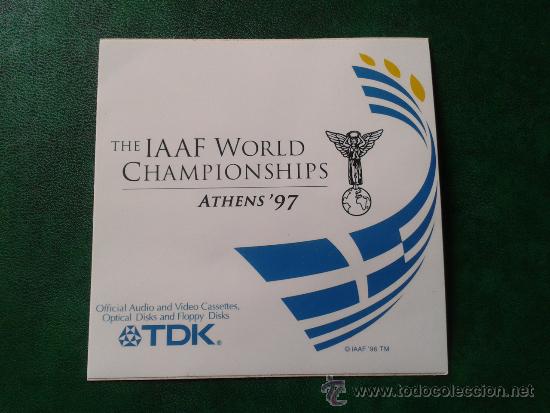 THE IAAF WORLD
CHAMPIONSHIPS
ATHENS '97
Official Audio and Video Cassettes,
Optical Disks and Floppy Disks
TDK®
© IAAF '96 TM
www.todocoleccion.net